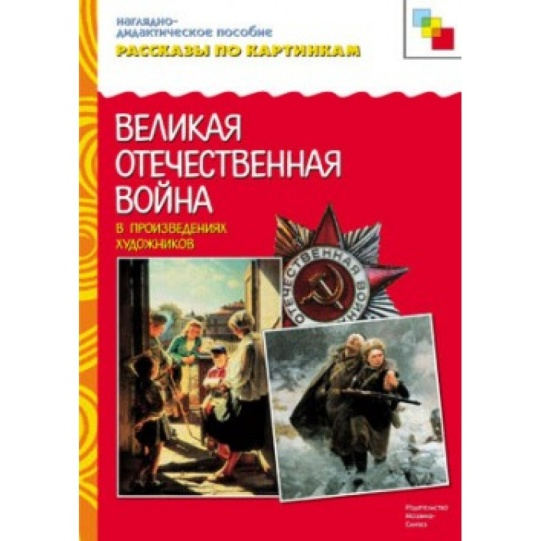 НАГЛЯДНО-
ДИДАКТИЧЕСКОЕ ПОСОБИЕ
РАССКАЗЫ ПО КАРТИНКАМ
ВЕЛИКАЯ
ОТЕЧЕСТВЕННАЯ
ВОЙНА
В ПРОИЗВЕДЕНИЯХ
ХУДОЖНИКОВ
ОТЕЧЕСТВЕННАЯ ВОЙНА
Издательство
Мозаика-
Синтез